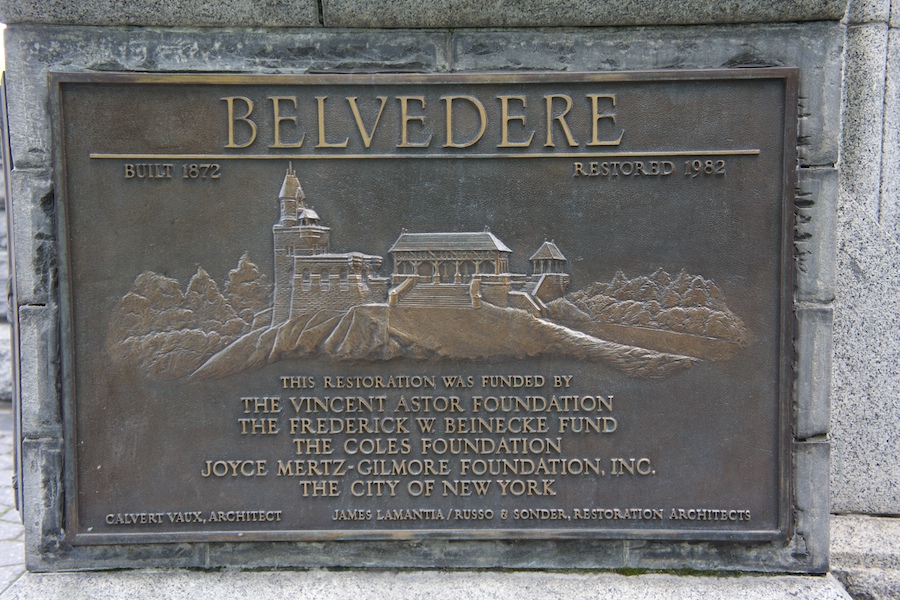 BELVEDERE
BUILT 1872 RESTORED 1982
THIS RESTORATION WAS FUNDED BY
THE VINCENT ASTOR FOUNDATION
THE FREDERICK W. BEINECKE FUND
THE COLES FOUNDATION
JOYCE MERTZ-GILMORE FOUNDATION, INC.
THE CITY OF NEW YORK
CALVERT VAUX, ARCHITECT JAMES LAMANTIA/RUSSO & SONDER, RESTORATION ARCHITECTS